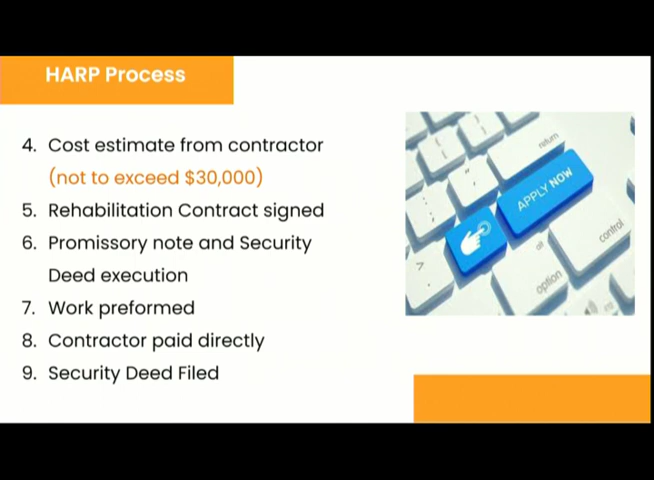 HARP Process
4. Cost estimate from contractor
(not to exceed $30,000)
5. Rehabilitation Contract signed
6. Promissory note and Security
Deed execution
7. Work preformed
8. Contractor paid directly
9. Security Deed Filed
return
APPLY NOW
control
alt
option